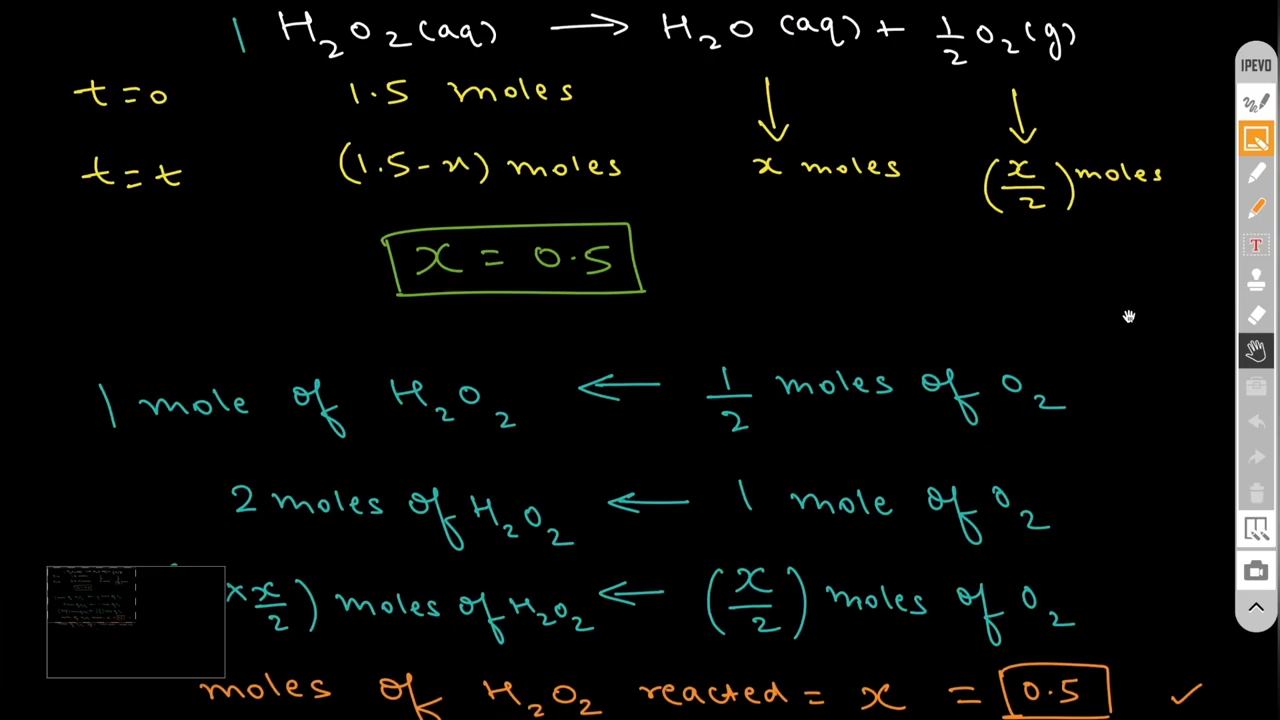 1 H₂O₂(aq) ⟶ H₂O (aq) + 1/2 O₂(g)
t=0 1.5 moles
t=t (1.5-x) moles x moles (x/2) moles
x = 0.5
1 mole of H₂O₂ ← 1/2 moles of O₂
2 moles of H₂O₂ ← 1 mole of O₂
× x/2) moles of H₂O₂ ← (x/2) moles of O₂
moles of H₂O₂ reacted = x = 0.5 ✓
IPEVO
T